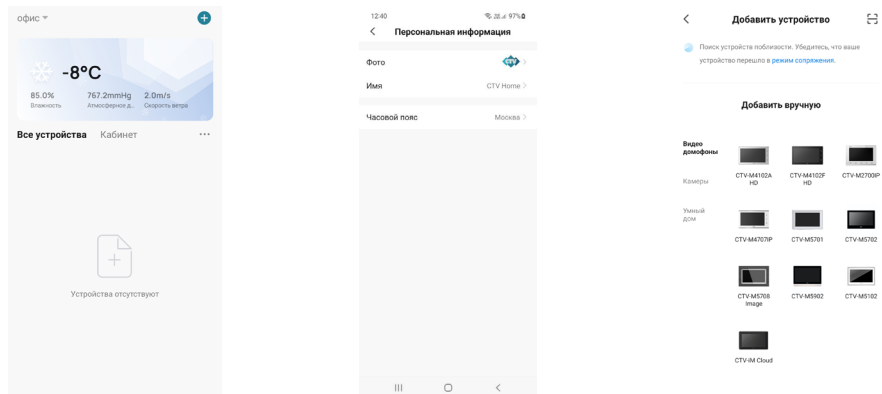 офис
-8°C
85.0% 767.2mmHg 2.0m/s
Влажность Атмосферное д.. Скорость ветра
Все устройства Кабинет
Устройства отсутствуют
12:40 97%
Персональная информация
Фото CTV
Имя CTV Home
Часовой пояс Москва
Добавить устройство
Поиск устройств поблизости. Убедитесь, что ваше
устройство перешло в режим сопряжения.
Добавить вручную
Видео
домофоны
Камеры
Умный
дом
CTV-M4102A
HD
CTV-M4102F
HD
CTV-M2700IP
CTV-M4707IP CTV-M5701 CTV-M5702
CTV-M5708
Image
CTV-M5902 CTV-M5102
CTV-iM Cloud